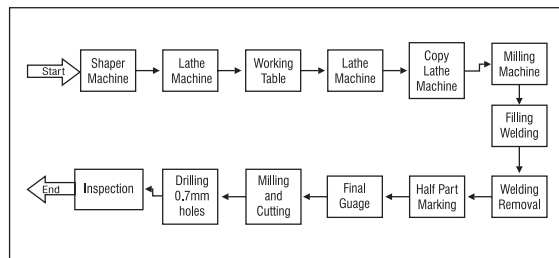 Start
Shaper
Machine
Lathe
Machine
Working
Table
Lathe
Machine
Copy
Lathe
Machine
Milling
Machine
Filling
Welding
Welding
Removal
Half Part
Marking
Final
Guage
Milling
and
Cutting
Drilling
0.7mm
holes
Inspection
End